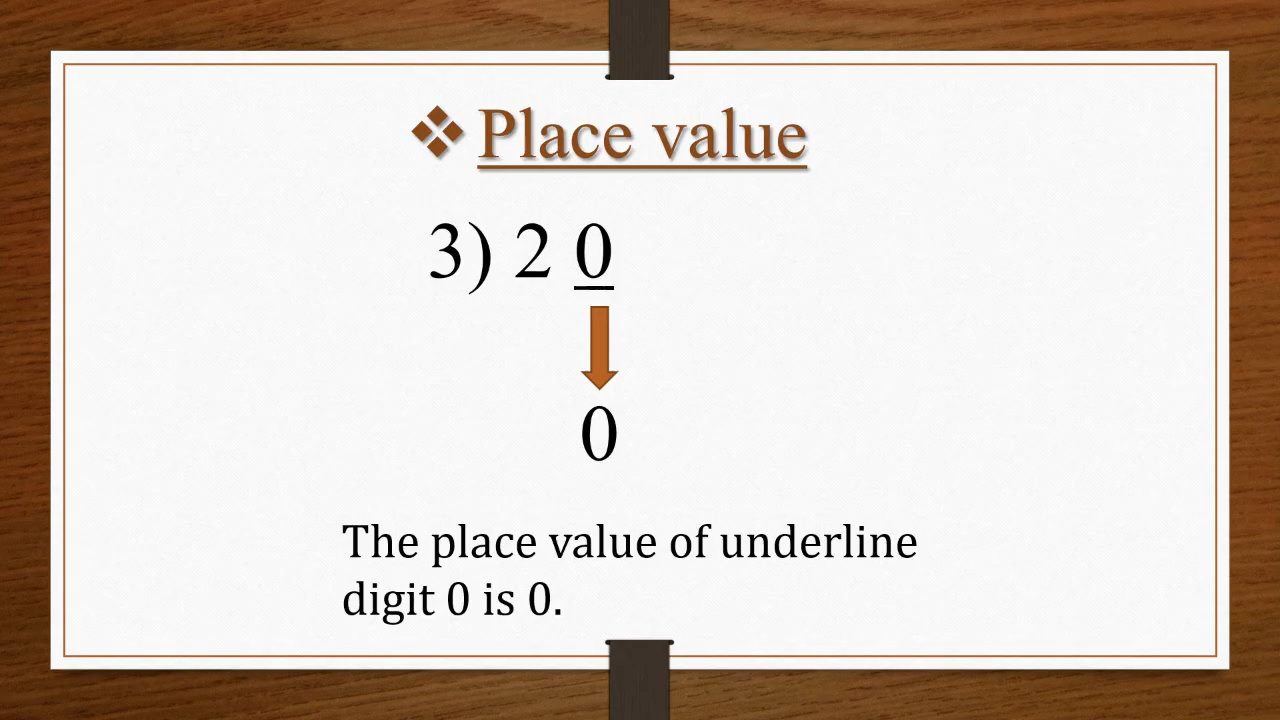 ❖ Place value
3) 2 0
0
The place value of underline
digit 0 is 0.